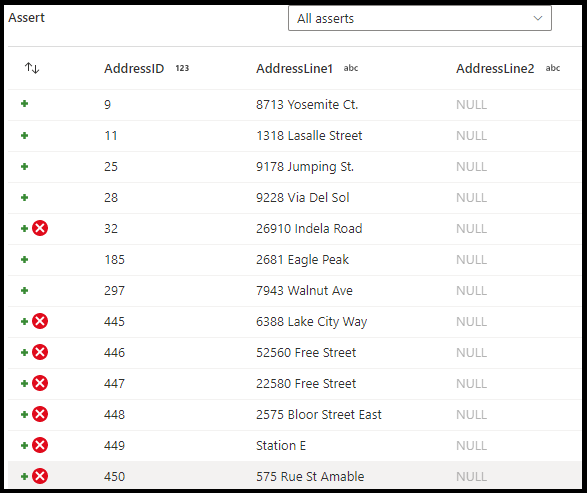 Assert All asserts
AddressID 123 AddressLine1 abc AddressLine2 abc
9 8713 Yosemite Ct. NULL
11 1318 Lasalle Street NULL
25 9178 Jumping St. NULL
28 9228 Via Del Sol NULL
32 26910 Indela Road NULL
185 2681 Eagle Peak NULL
297 7943 Walnut Ave NULL
445 6388 Lake City Way NULL
446 52560 Free Street NULL
447 22580 Free Street NULL
448 2575 Bloor Street East NULL
449 Station E NULL
450 575 Rue St Amable NULL